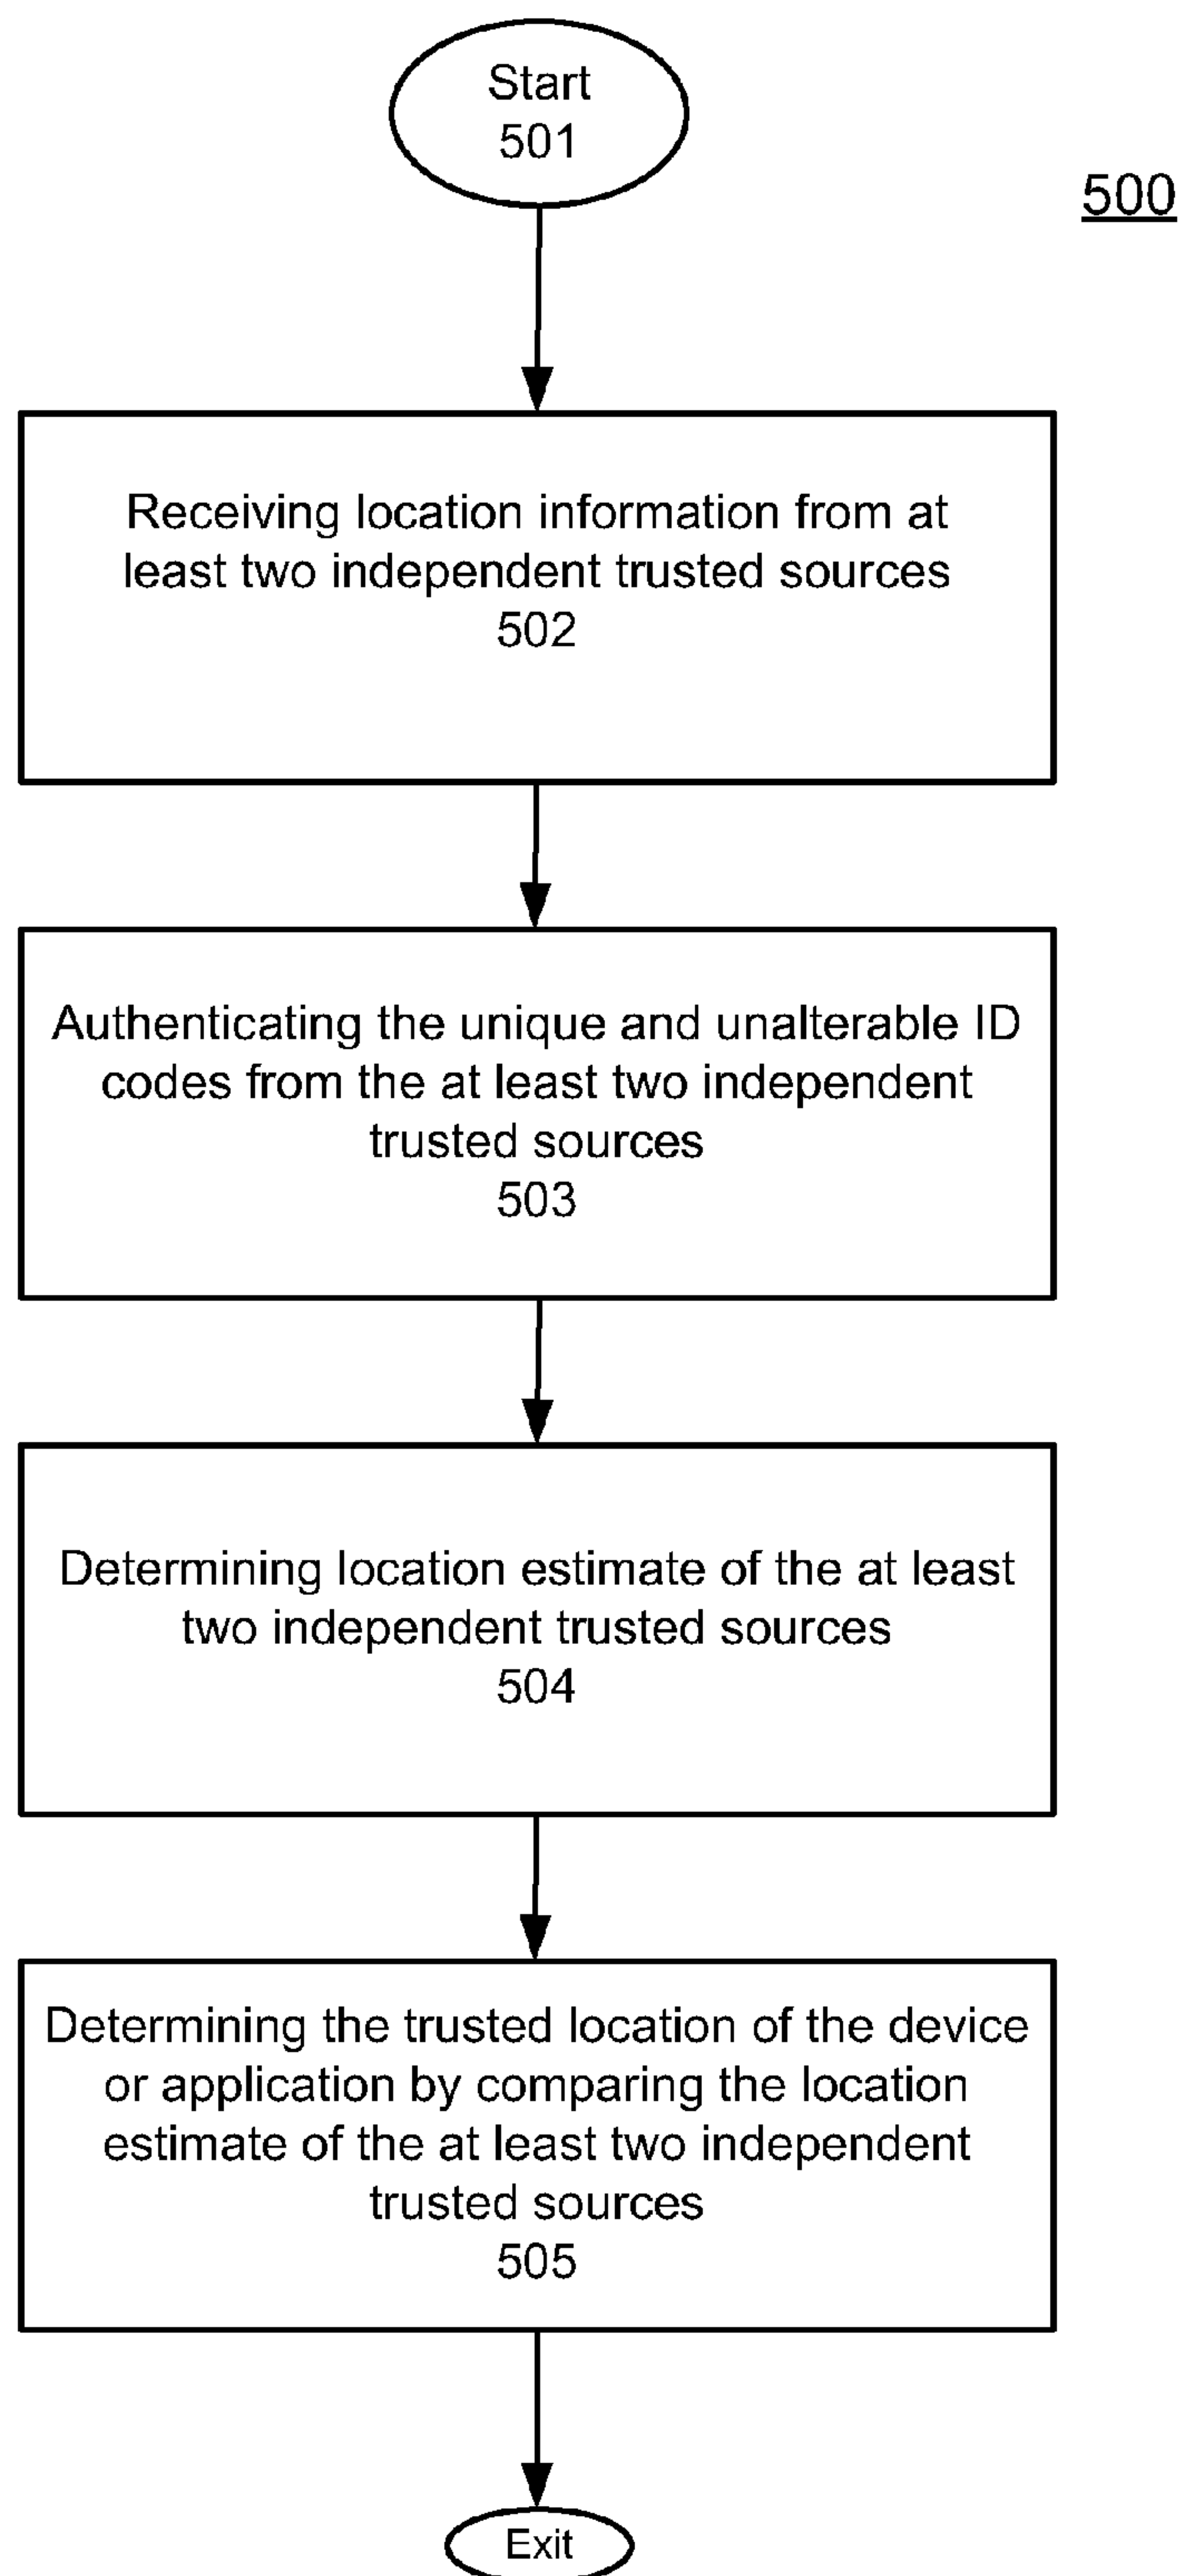 Start
501
500
Receiving location information from at
least two independent trusted sources
502
Authenticating the unique and unalterable ID
codes from the at least two independent
trusted sources
503
Determining location estimate of the at least
two independent trusted sources
504
Determining the trusted location of the device
or application by comparing the location
estimate of the at least two independent
trusted sources
505
Exit